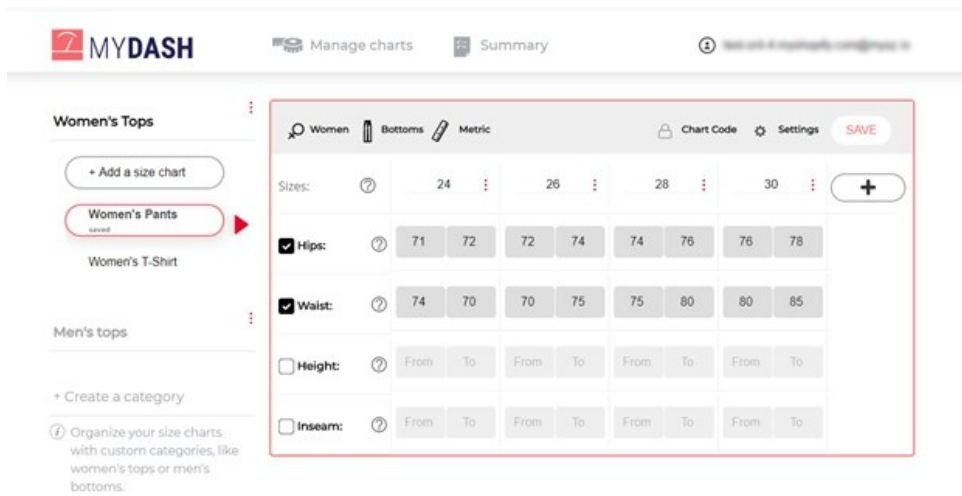 MYDASH
Manage charts
Summary
Women's Tops
+ Add a size chart
Women's Pants
saved
Women's T-Shirt
Men's tops
+ Create a category
i Organize your size charts
with custom categories, like
women's tops or men's
bottoms.
Women Bottoms Metric Chart Code Settings SAVE
Sizes: ? 24 26 28 30 +
Hips: ? 71 72 72 74 74 76 76 78
Waist: ? 74 70 70 75 75 80 80 85
Height: ? From To From To From To From To
Inseam: ? From To From To From To From To